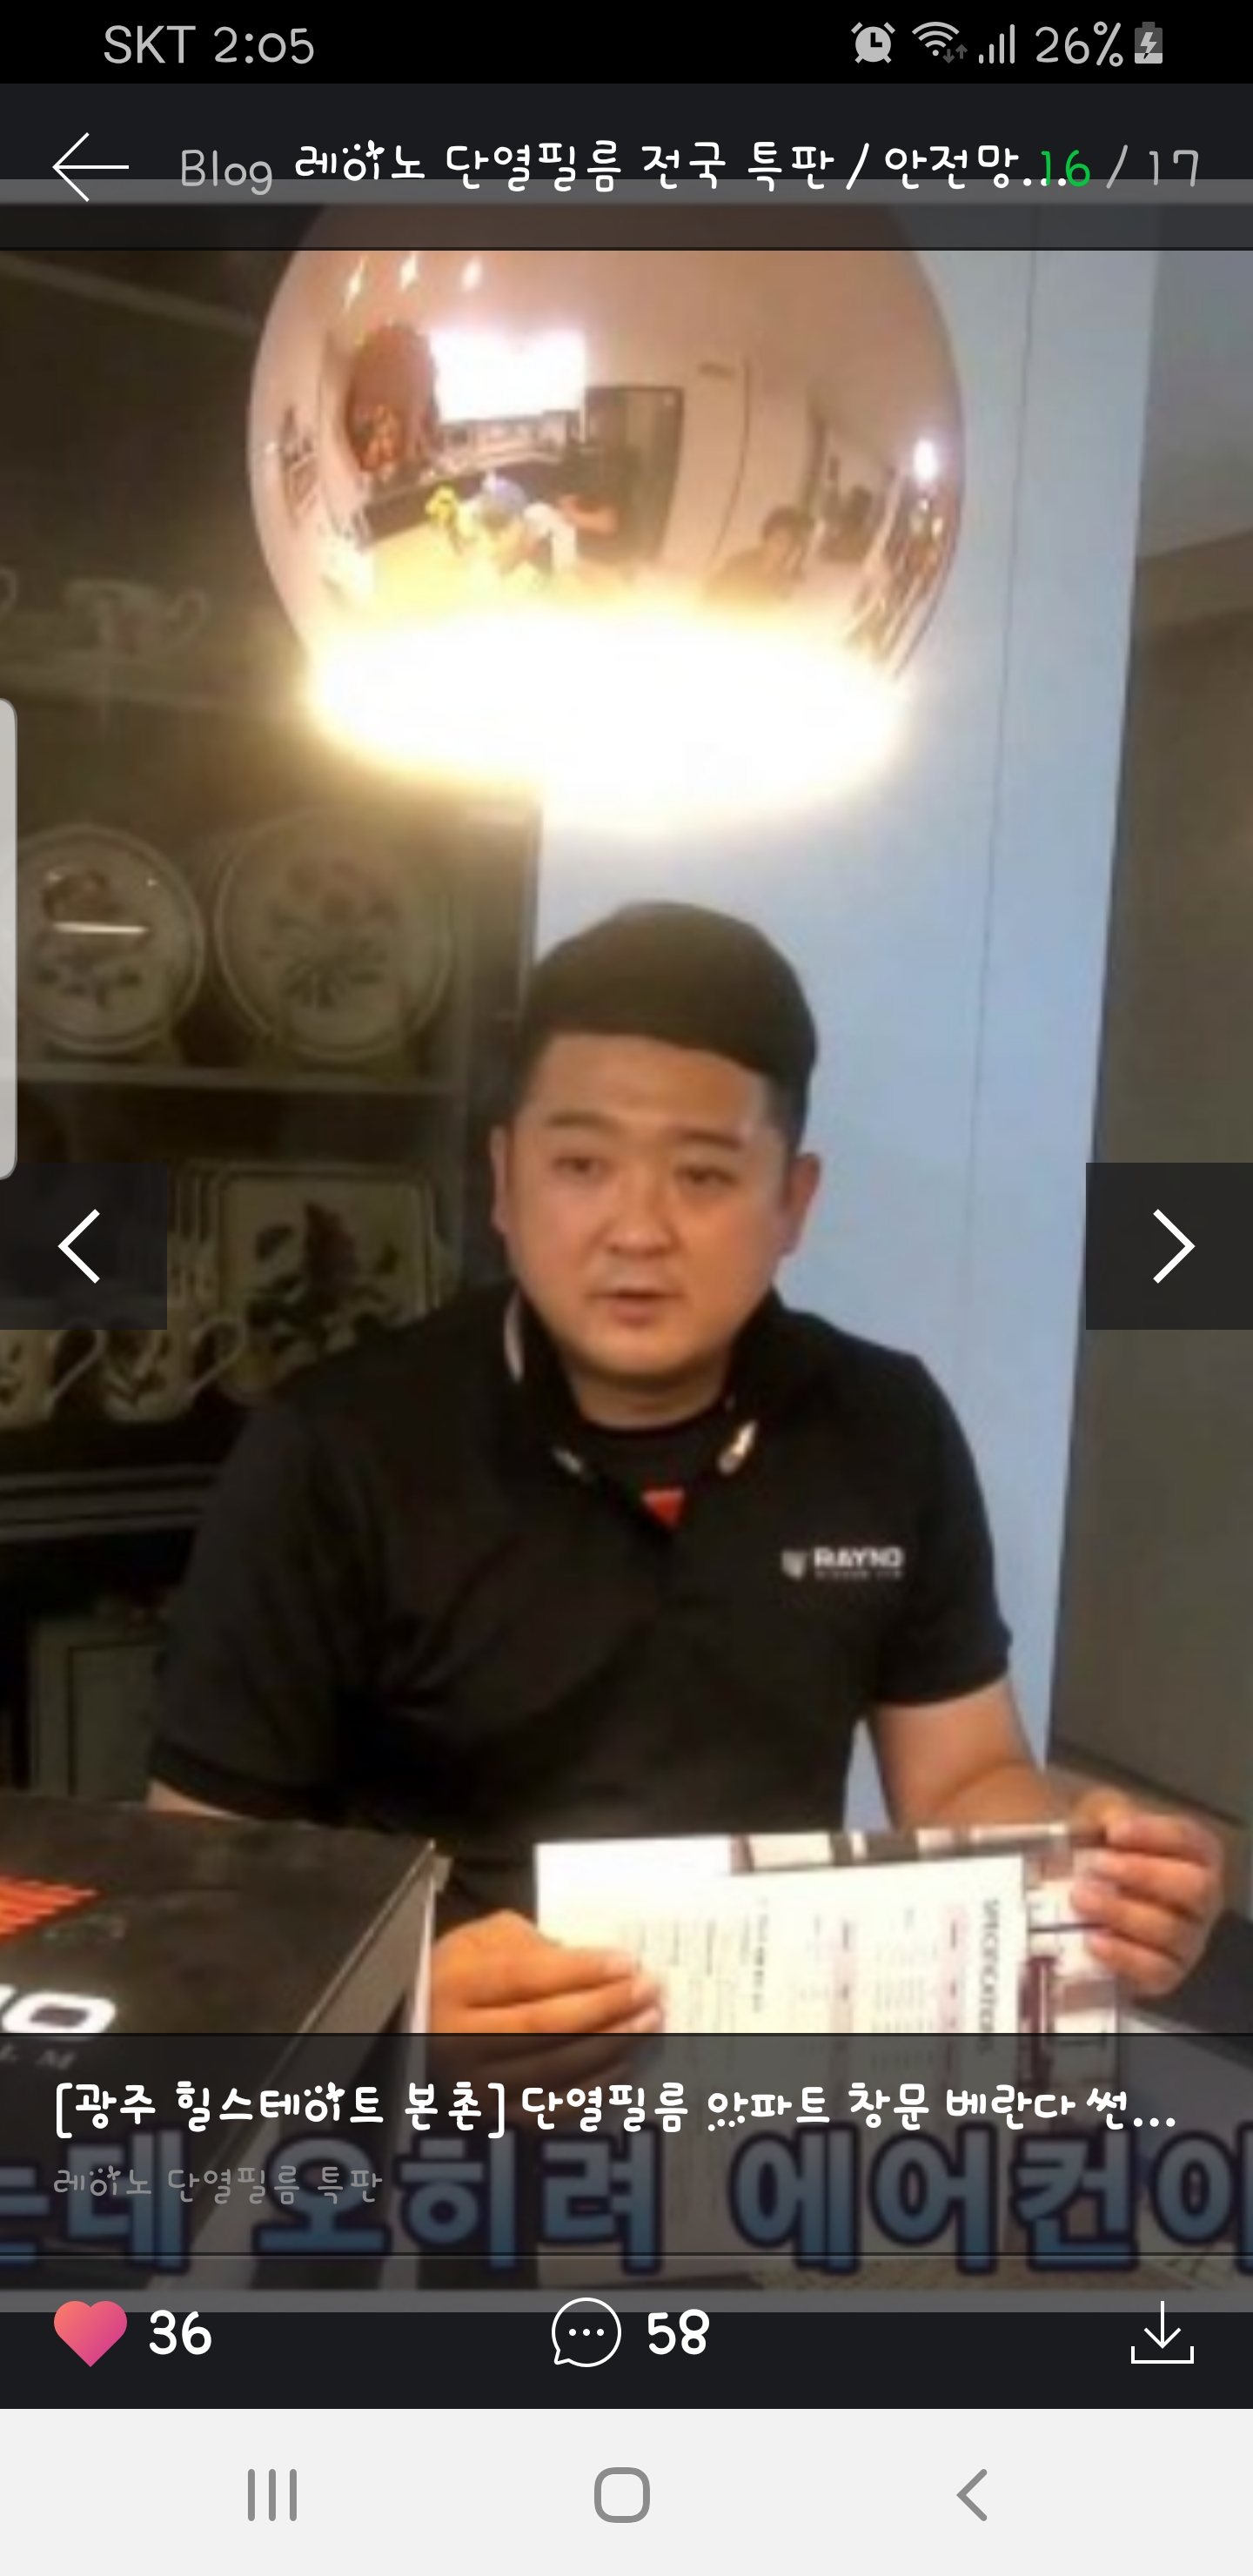 SKT 2:05 26%
Blog 레이노 단열필름 전국 특판 / 안전망... 16 / 17
RAYNO
SPECIFICATIONS
[광주 힐스테이트 본촌] 단열필름 아파트 창문 베란다 썬...
레이노 단열필름 특판
는데 오히려 에어컨이
36 58